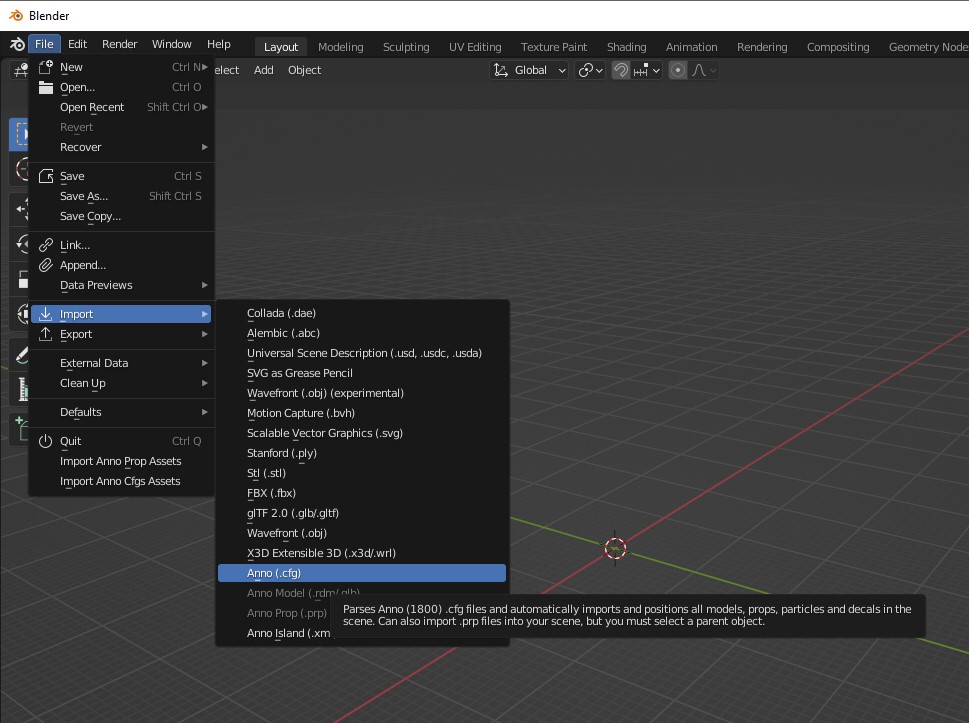 Blender
File Edit Render Window Help Layout Modeling Sculpting UV Editing Texture Paint Shading Animation Rendering Compositing Geometry Node
elect Add Object Global
New Ctrl N
Open... Ctrl O
Open Recent Shift Ctrl O
Revert
Recover
Save Ctrl S
Save As... Shift Ctrl S
Save Copy...
Link...
Append...
Data Previews
Import
Export
External Data
Clean Up
Defaults
Quit Ctrl Q
Import Anno Prop Assets
Import Anno Cfgs Assets
Collada (.dae)
Alembic (.abc)
Universal Scene Description (.usd, .usdc, .usda)
SVG as Grease Pencil
Wavefront (.obj) (experimental)
Motion Capture (.bvh)
Scalable Vector Graphics (.svg)
Stanford (.ply)
Stl (.stl)
FBX (.fbx)
glTF 2.0 (.glb/.gltf)
Wavefront (.obj)
X3D Extensible 3D (.x3d/.wrl)
Anno (.cfg)
Anno Model (.rdm/.glb)
Anno Prop (.prp)
Anno Island (.xm
Parses Anno (1800) .cfg files and automatically imports and positions all models, props, particles and decals in the
scene. Can also import .prp files into your scene, but you must select a parent object.